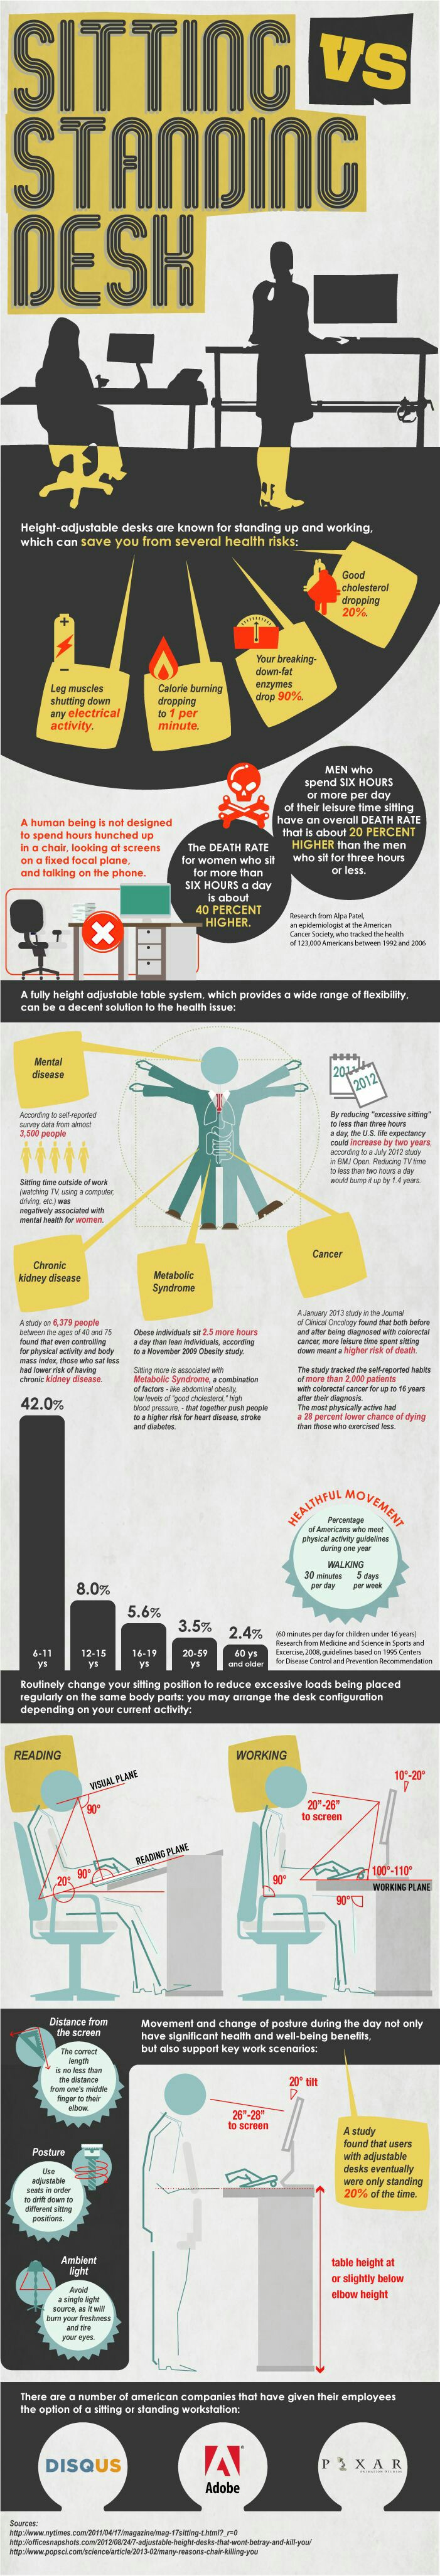 SITTING
VS
STANDING
DESK
Height-adjustable desks are known for standing up and working,
which can save you from several health risks:
Good
cholesterol
dropping
20%.
+
−
Leg muscles
shutting down
any electrical
activity.
Calorie burning
dropping
to 1 per
minute.
Your breaking-
down-fat
enzymes
drop 90%.
MEN who
spend SIX HOURS
or more per day
of their leisure time sitting
have an overall DEATH RATE
that is about 20 PERCENT
HIGHER than the men
who sit for three hours
or less.
A human being is not designed
to spend hours hunched up
in a chair, looking at screens
on a fixed focal plane,
and talking on the phone.
The DEATH RATE
for women who sit
for more than
SIX HOURS a day
is about
40 PERCENT
HIGHER.
Research from Alpa Patel,
an epidemiologist at the American
Cancer Society, who tracked the health
of 123,000 Americans between 1992 and 2006
A fully height adjustable table system, which provides a wide range of flexibility,
can be a decent solution to the health issue:
Mental
disease
According to self-reported
survey data from almost
3,500 people
Sitting time outside of work
(watching TV, using a computer,
driving, etc.) was
negatively associated with
mental health for women.
2011
2012
By reducing "excessive sitting"
to less than three hours
a day, the U.S. life expectancy
could increase by two years,
according to a July 2012 study
in BMJ Open. Reducing TV time
to less than two hours a day
would bump it up by 1.4 years.
Chronic
kidney disease
Metabolic
Syndrome
Cancer
A study on 6,379 people
between the ages of 40 and 75
found that even controlling
for physical activity and body
mass index, those who sat less
had lower risk of having
chronic kidney disease.
Obese individuals sit 2.5 more hours
a day than lean individuals, according
to a November 2009 Obesity study.
Sitting more is associated with
Metabolic Syndrome, a combination
of factors - like abdominal obesity,
low levels of "good cholesterol," high
blood pressure, - that together push people
to a higher risk for heart disease, stroke
and diabetes.
A January 2013 study in the Journal
of Clinical Oncology found that both before
and after being diagnosed with colorectal
cancer, more leisure time spent sitting
down meant a higher risk of death.
The study tracked the self-reported habits
of more than 2,000 patients
with colorectal cancer for up to 16 years
after their diagnosis.
The most physically active had
a 28 percent lower chance of dying
than those who exercised less.
42.0%
8.0%
5.6%
3.5%
2.4%
6-11
ys
12-15
ys
16-19
ys
20-59
ys
60 ys
and older
HEALTHFUL MOVEMENT
Percentage
of Americans who meet
physical activity guidelines
during one year
WALKING
30 minutes
per day
5 days
per week
(60 minutes per day for children under 16 years)
Research from Medicine and Science in Sports and
Excercise, 2008, guidelines based on 1995 Centers
for Disease Control and Prevention Recommendation
Routinely change your sitting position to reduce excessive loads being placed
regularly on the same body parts: you may arrange the desk configuration
depending on your current activity:
READING
VISUAL PLANE
90°
READING PLANE
20°
90°
WORKING
10°-20°
20"-26"
to screen
100°-110°
WORKING PLANE
90°
90°
Distance from
the screen
The correct
length
is no less than
the distance
from one's middle
finger to their
elbow.
Posture
Use
adjustable
seats in order
to drift down to
different sittng
positions.
Ambient
light
Avoid
a single light
source, as it will
burn your freshness
and tire
your eyes.
Movement and change of posture during the day not only
have significant health and well-being benefits,
but also support key work scenarios:
20° tilt
26"-28"
to screen
A study
found that users
with adjustable
desks eventually
were only standing
20% of the time.
table height at
or slightly below
elbow height
There are a number of american companies that have given their employees
the option of a sitting or standing workstation:
DISQUS
Adobe
PIXAR
ANIMATION STUDIOS
Sources:
http://www.nytimes.com/2011/04/17/magazine/mag-17sitting-t.html?_r=0
http://officesnapshots.com/2012/08/24/7-adjustable-height-desks-that-wont-betray-and-kill-you/
http://www.popsci.com/science/article/2013-02/many-reasons-chair-killing-you